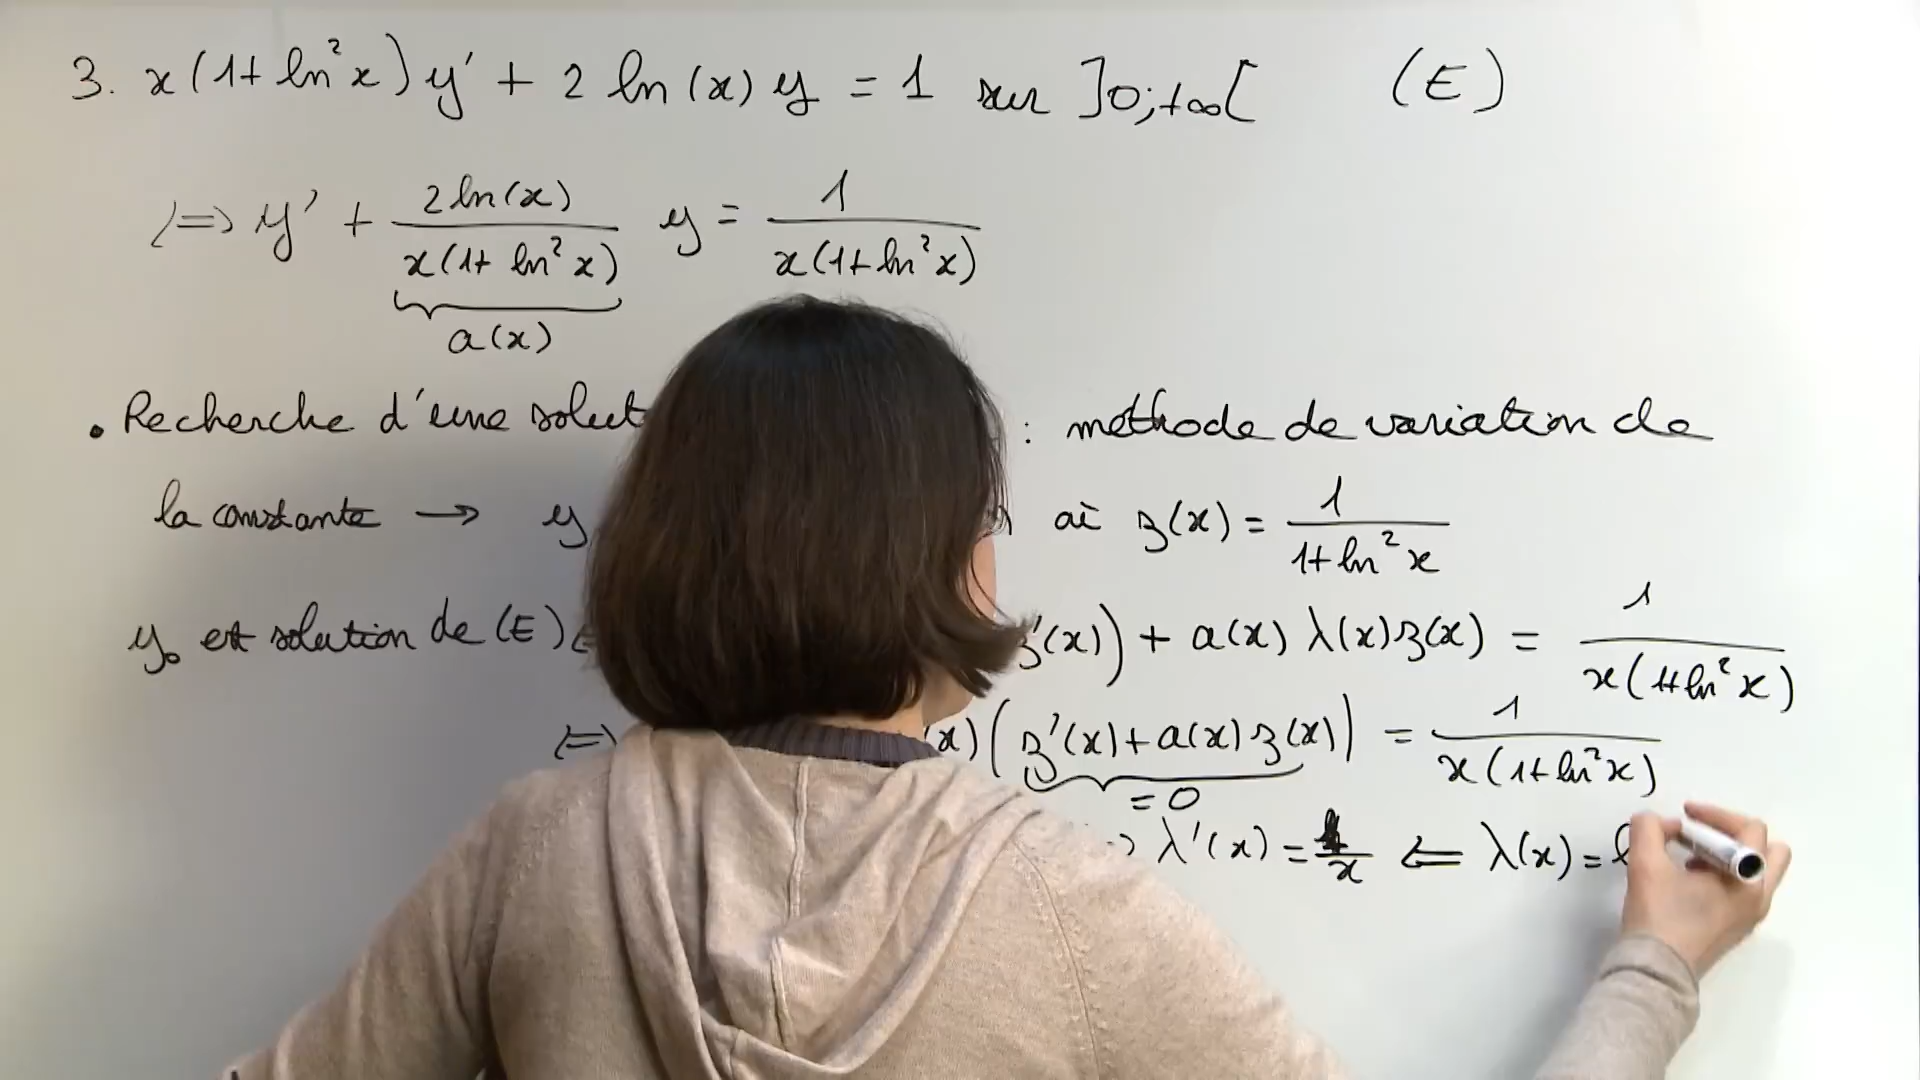 3. x(1+ln²x)y' + 2 ln(x) y = 1 sur ]0;+∞[ (E)
⇔ y' + 2ln(x)/(x(1+ln²x)) y = 1/(x(1+ln²x))
a(x)
• Recherche d'une : méthode de variation de
la constante → y où z(x) = 1/(1+ln²x)
y₀ est solution de (E) z'(x)) + a(x) λ(x)z(x) = 1/(x(1+ln²x))
⇔ (x)(z'(x)+a(x)z(x)) = 1/(x(1+ln²x))
= 0
λ'(x) = 1/x ⇐ λ(x) =